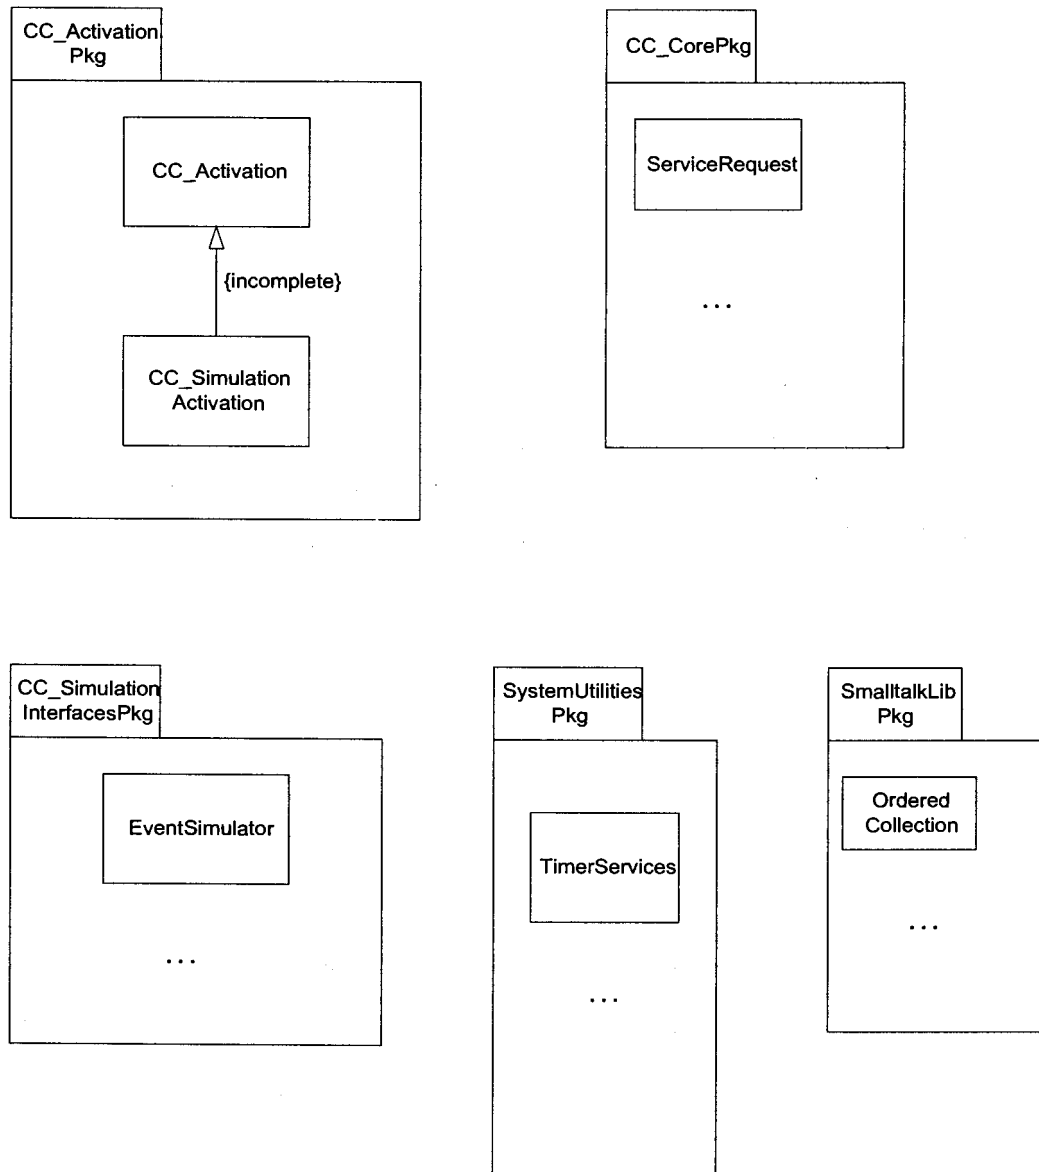 CC_Activation
Pkg
CC_Activation
{incomplete}
CC_Simulation
Activation
CC_CorePkg
ServiceRequest
...
CC_Simulation
InterfacesPkg
EventSimulator
...
SystemUtilities
Pkg
TimerServices
...
SmalltalkLib
Pkg
Ordered
Collection
...